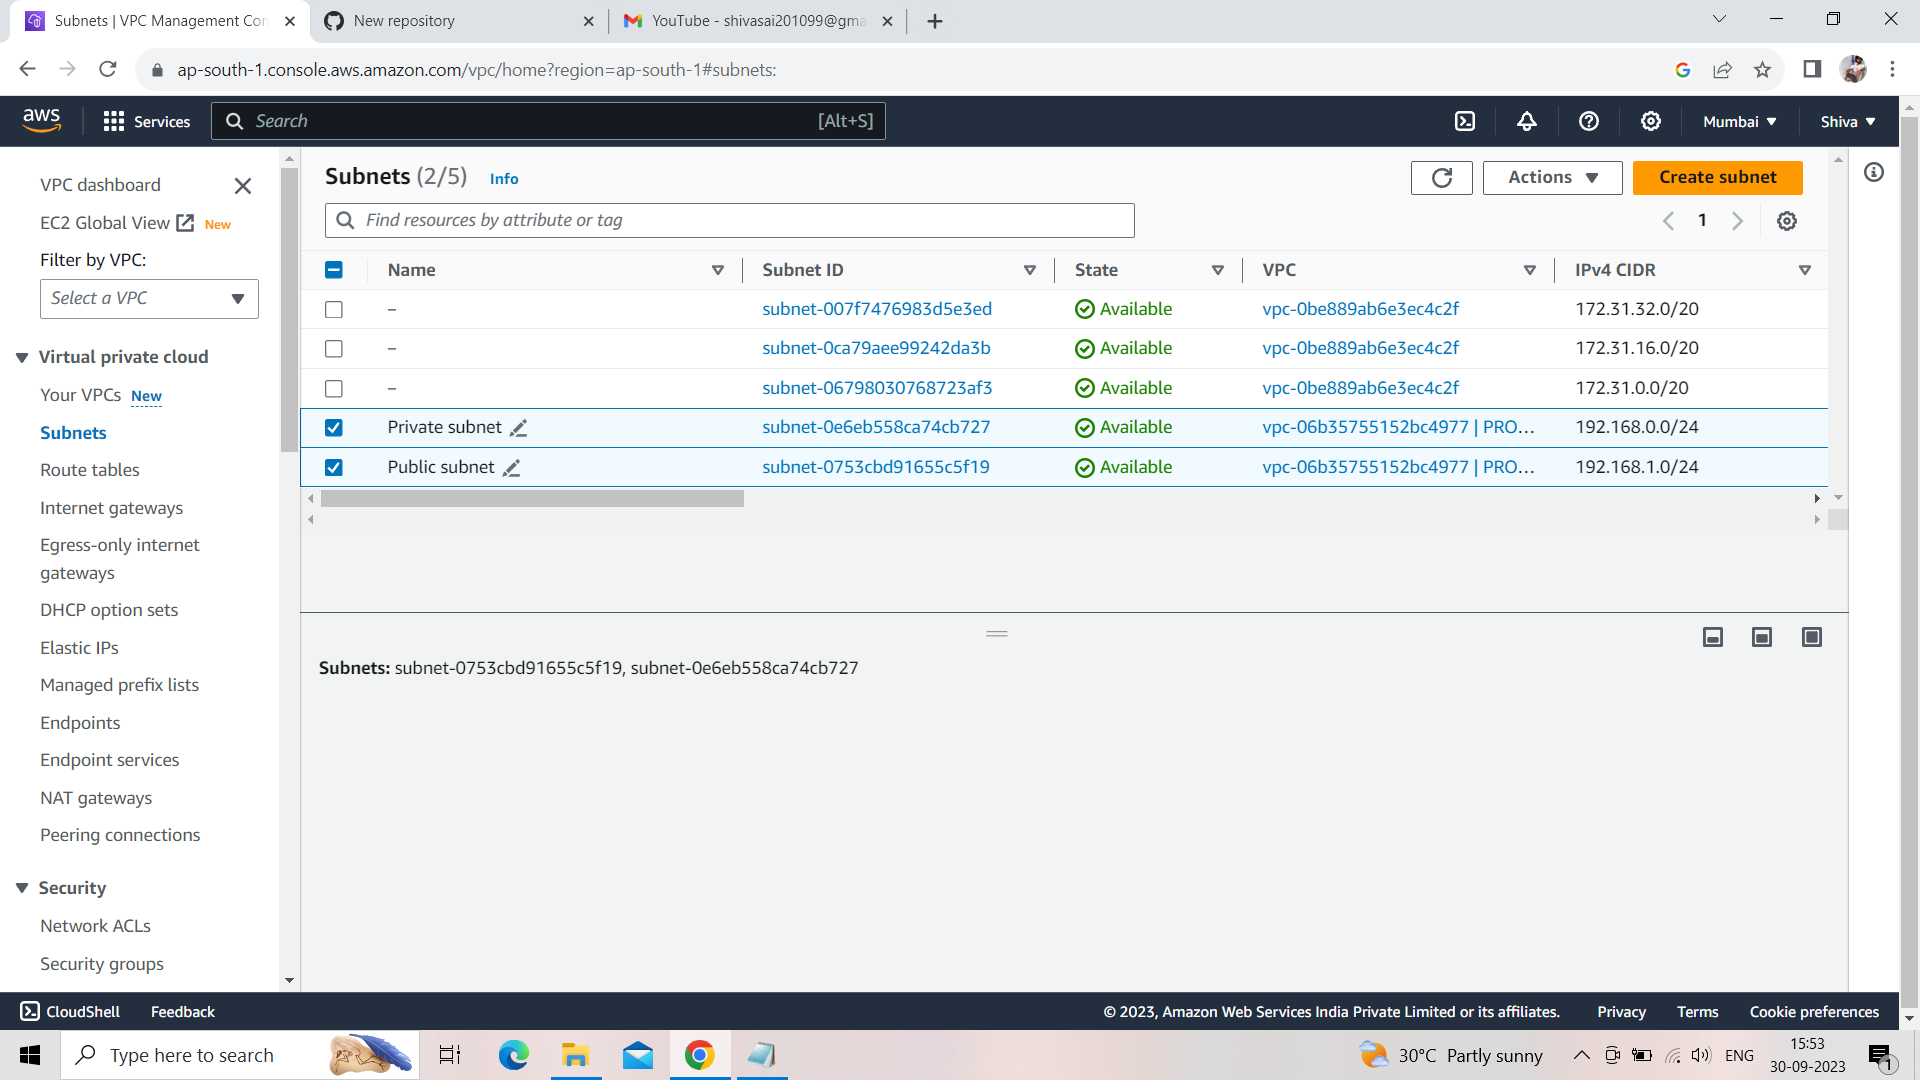 Subnets | VPC Management Con
New repository
YouTube - shivasai201099@gma
ap-south-1.console.aws.amazon.com/vpc/home?region=ap-south-1#subnets:
aws
Services
Search
[Alt+S]
Mumbai
Shiva
VPC dashboard
EC2 Global View New
Filter by VPC:
Select a VPC
Virtual private cloud
Your VPCs New
Subnets
Route tables
Internet gateways
Egress-only internet
gateways
DHCP option sets
Elastic IPs
Managed prefix lists
Endpoints
Endpoint services
NAT gateways
Peering connections
Security
Network ACLs
Security groups
Subnets (2/5) Info
Actions
Create subnet
Find resources by attribute or tag
1
Name Subnet ID State VPC IPv4 CIDR
– subnet-007f7476983d5e3ed Available vpc-0be889ab6e3ec4c2f 172.31.32.0/20
– subnet-0ca79aee99242da3b Available vpc-0be889ab6e3ec4c2f 172.31.16.0/20
– subnet-06798030768723af3 Available vpc-0be889ab6e3ec4c2f 172.31.0.0/20
Private subnet subnet-0e6eb558ca74cb727 Available vpc-06b35755152bc4977 | PRO... 192.168.0.0/24
Public subnet subnet-0753cbd91655c5f19 Available vpc-06b35755152bc4977 | PRO... 192.168.1.0/24
Subnets: subnet-0753cbd91655c5f19, subnet-0e6eb558ca74cb727
CloudShell Feedback
© 2023, Amazon Web Services India Private Limited or its affiliates. Privacy Terms Cookie preferences
Type here to search
30°C Partly sunny
ENG
15:53
30-09-2023
1